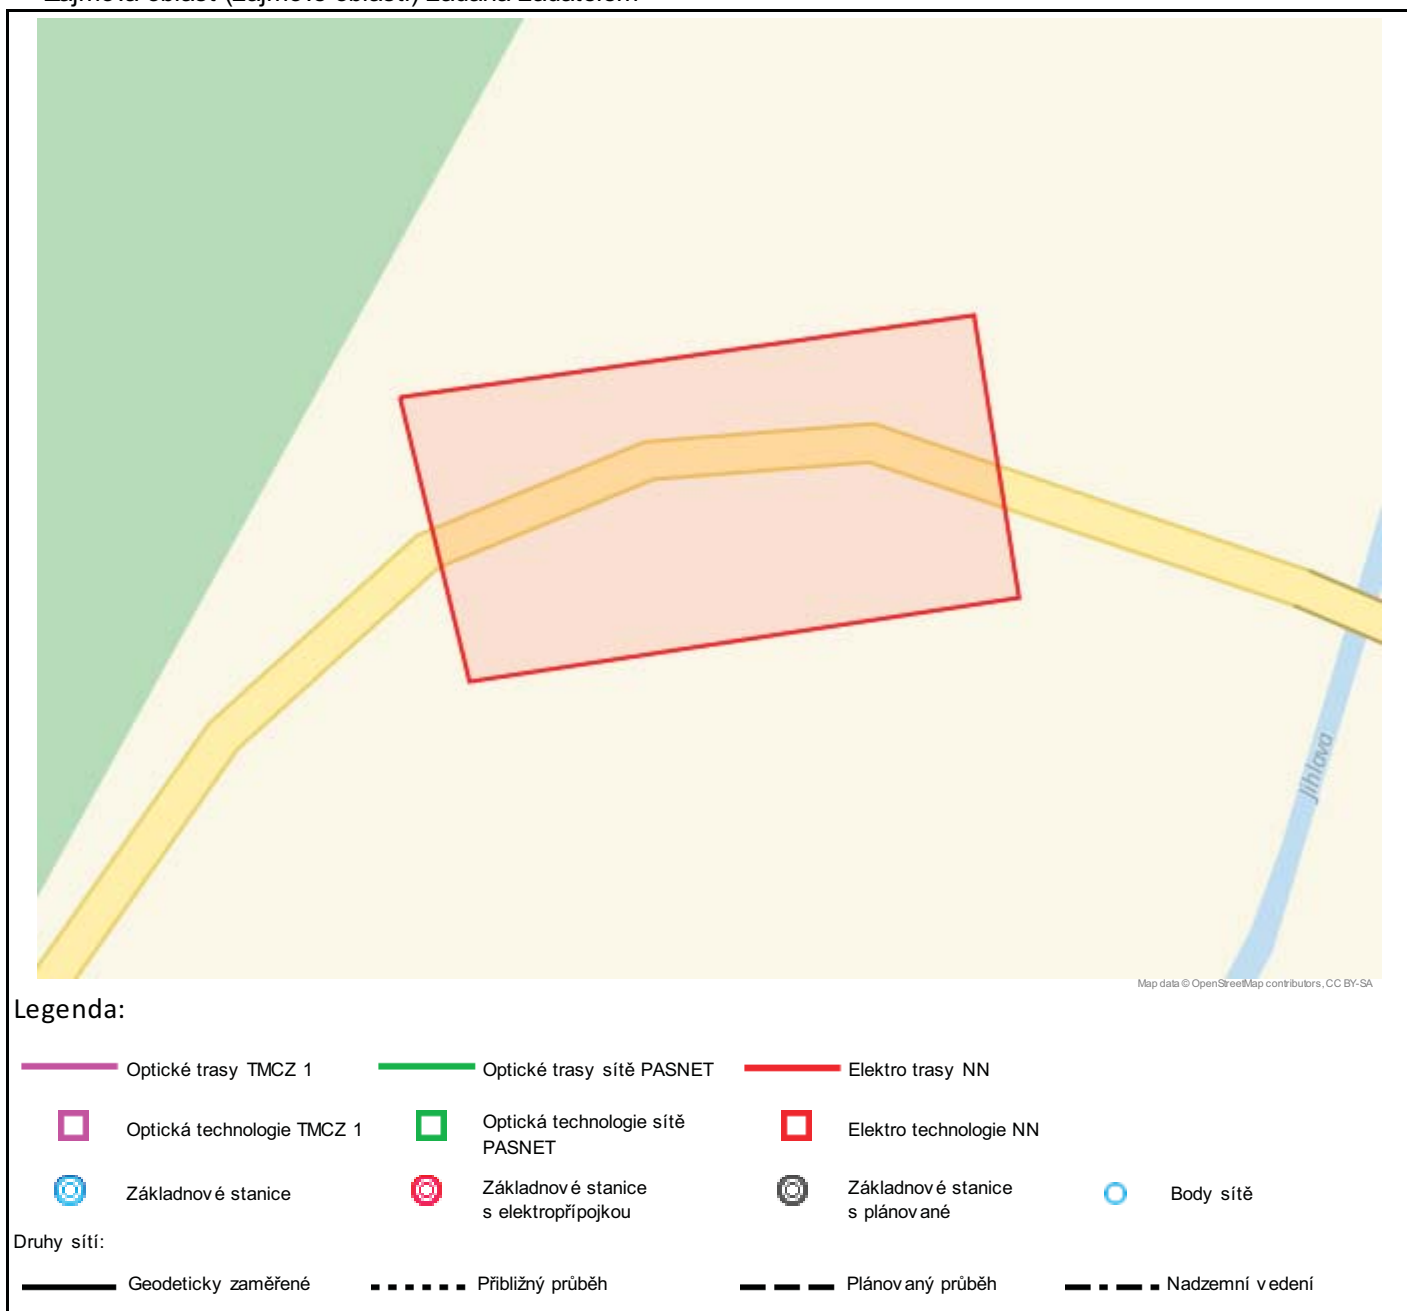 Jihlava
Map data © OpenStreetMap contributors, CC BY-SA
Legenda:
Optické trasy TMCZ 1
Optické trasy sítě PASNET
Elektro trasy NN
Optická technologie TMCZ 1
Optická technologie sítě
PASNET
Elektro technologie NN
Základnové stanice
Základnové stanice
s elektropřípojkou
Základnové stanice
s plánované
Body sítě
Druhy sítí:
Geodeticky zaměřené
Přibližný průběh
Plánovaný průběh
Nadzemní vedení